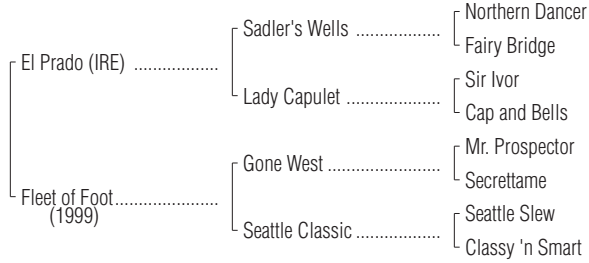 Northern Dancer
Sadler's Wells ..................
Fairy Bridge
El Prado (IRE) ..................
Sir Ivor
Lady Capulet ....................
Cap and Bells
Mr. Prospector
Gone West ........................
Secrettame
Fleet of Foot ......................
(1999)
Seattle Slew
Seattle Classic ..................
Classy 'n Smart